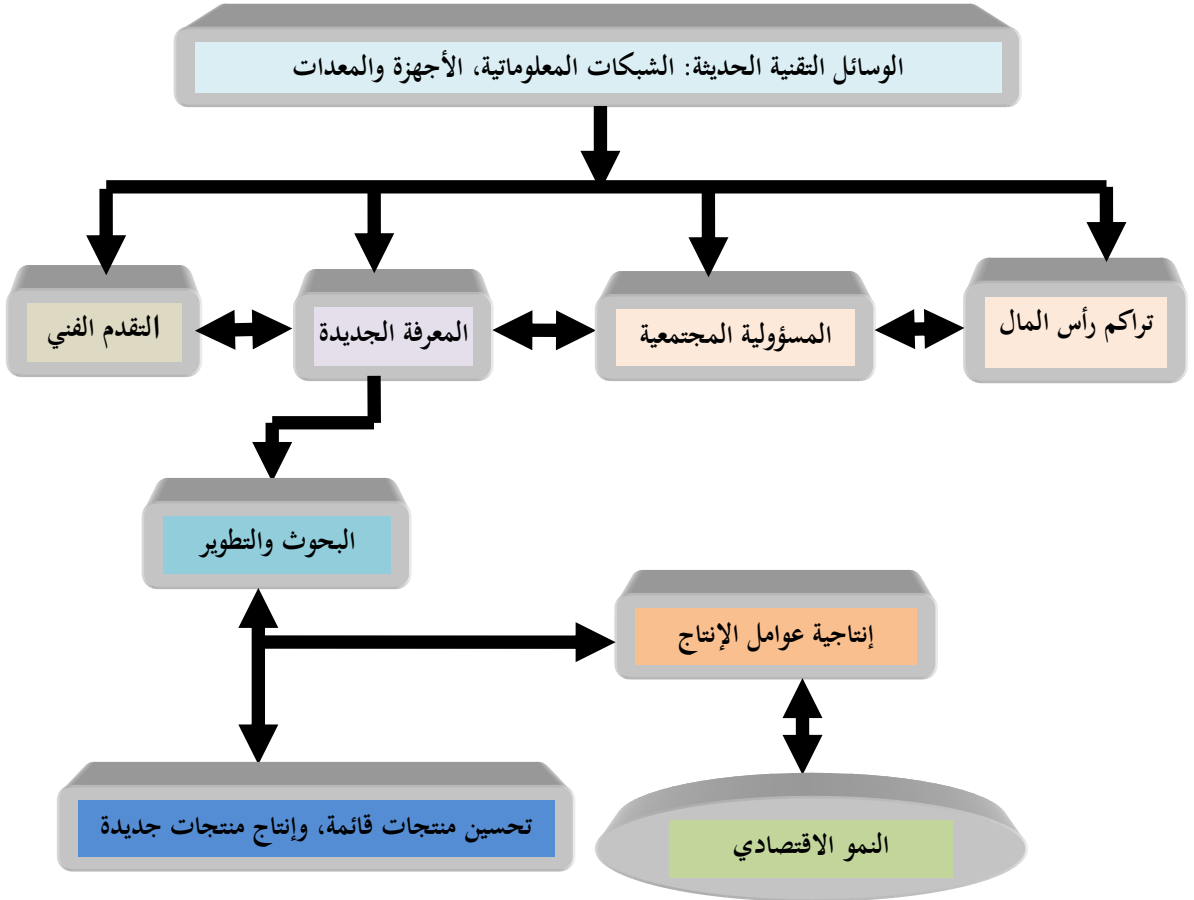 الوسائل التقنية الحديثة: الشبكات المعلوماتية، الأجهزة والمعدات
تراكم رأس المال
المسؤولية المجتمعية
المعرفة الجديدة
التقدم الفني
البحوث والتطوير
إنتاجية عوامل الإنتاج
تحسين منتجات قائمة، وإنتاج منتجات جديدة
النمو الاقتصادي